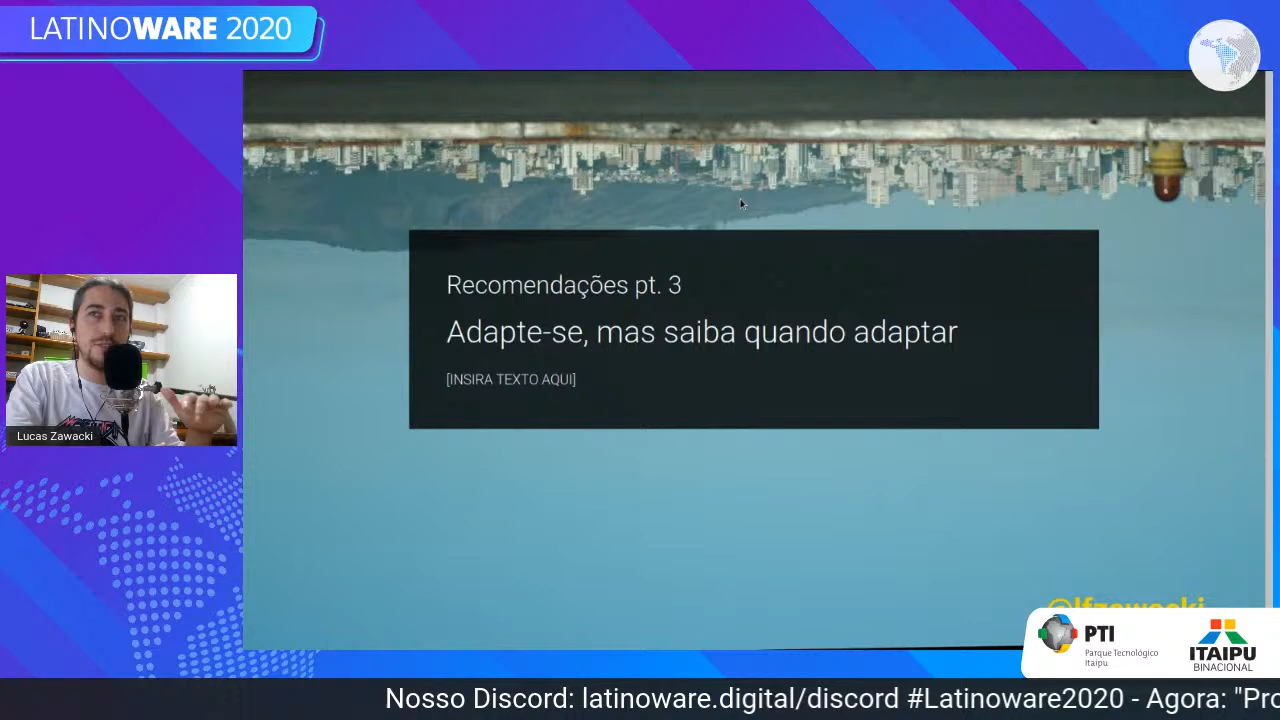 LATINOWARE 2020
Recomendações pt. 3
Adapte-se, mas saiba quando adaptar
[INSIRA TEXTO AQUI]
Lucas Zawacki
@lfzawacki
PTI
Parque Tecnológico
Itaipu
ITAIPU
BINACIONAL
Nosso Discord: latinoware.digital/discord #Latinoware2020 - Agora: "Pro